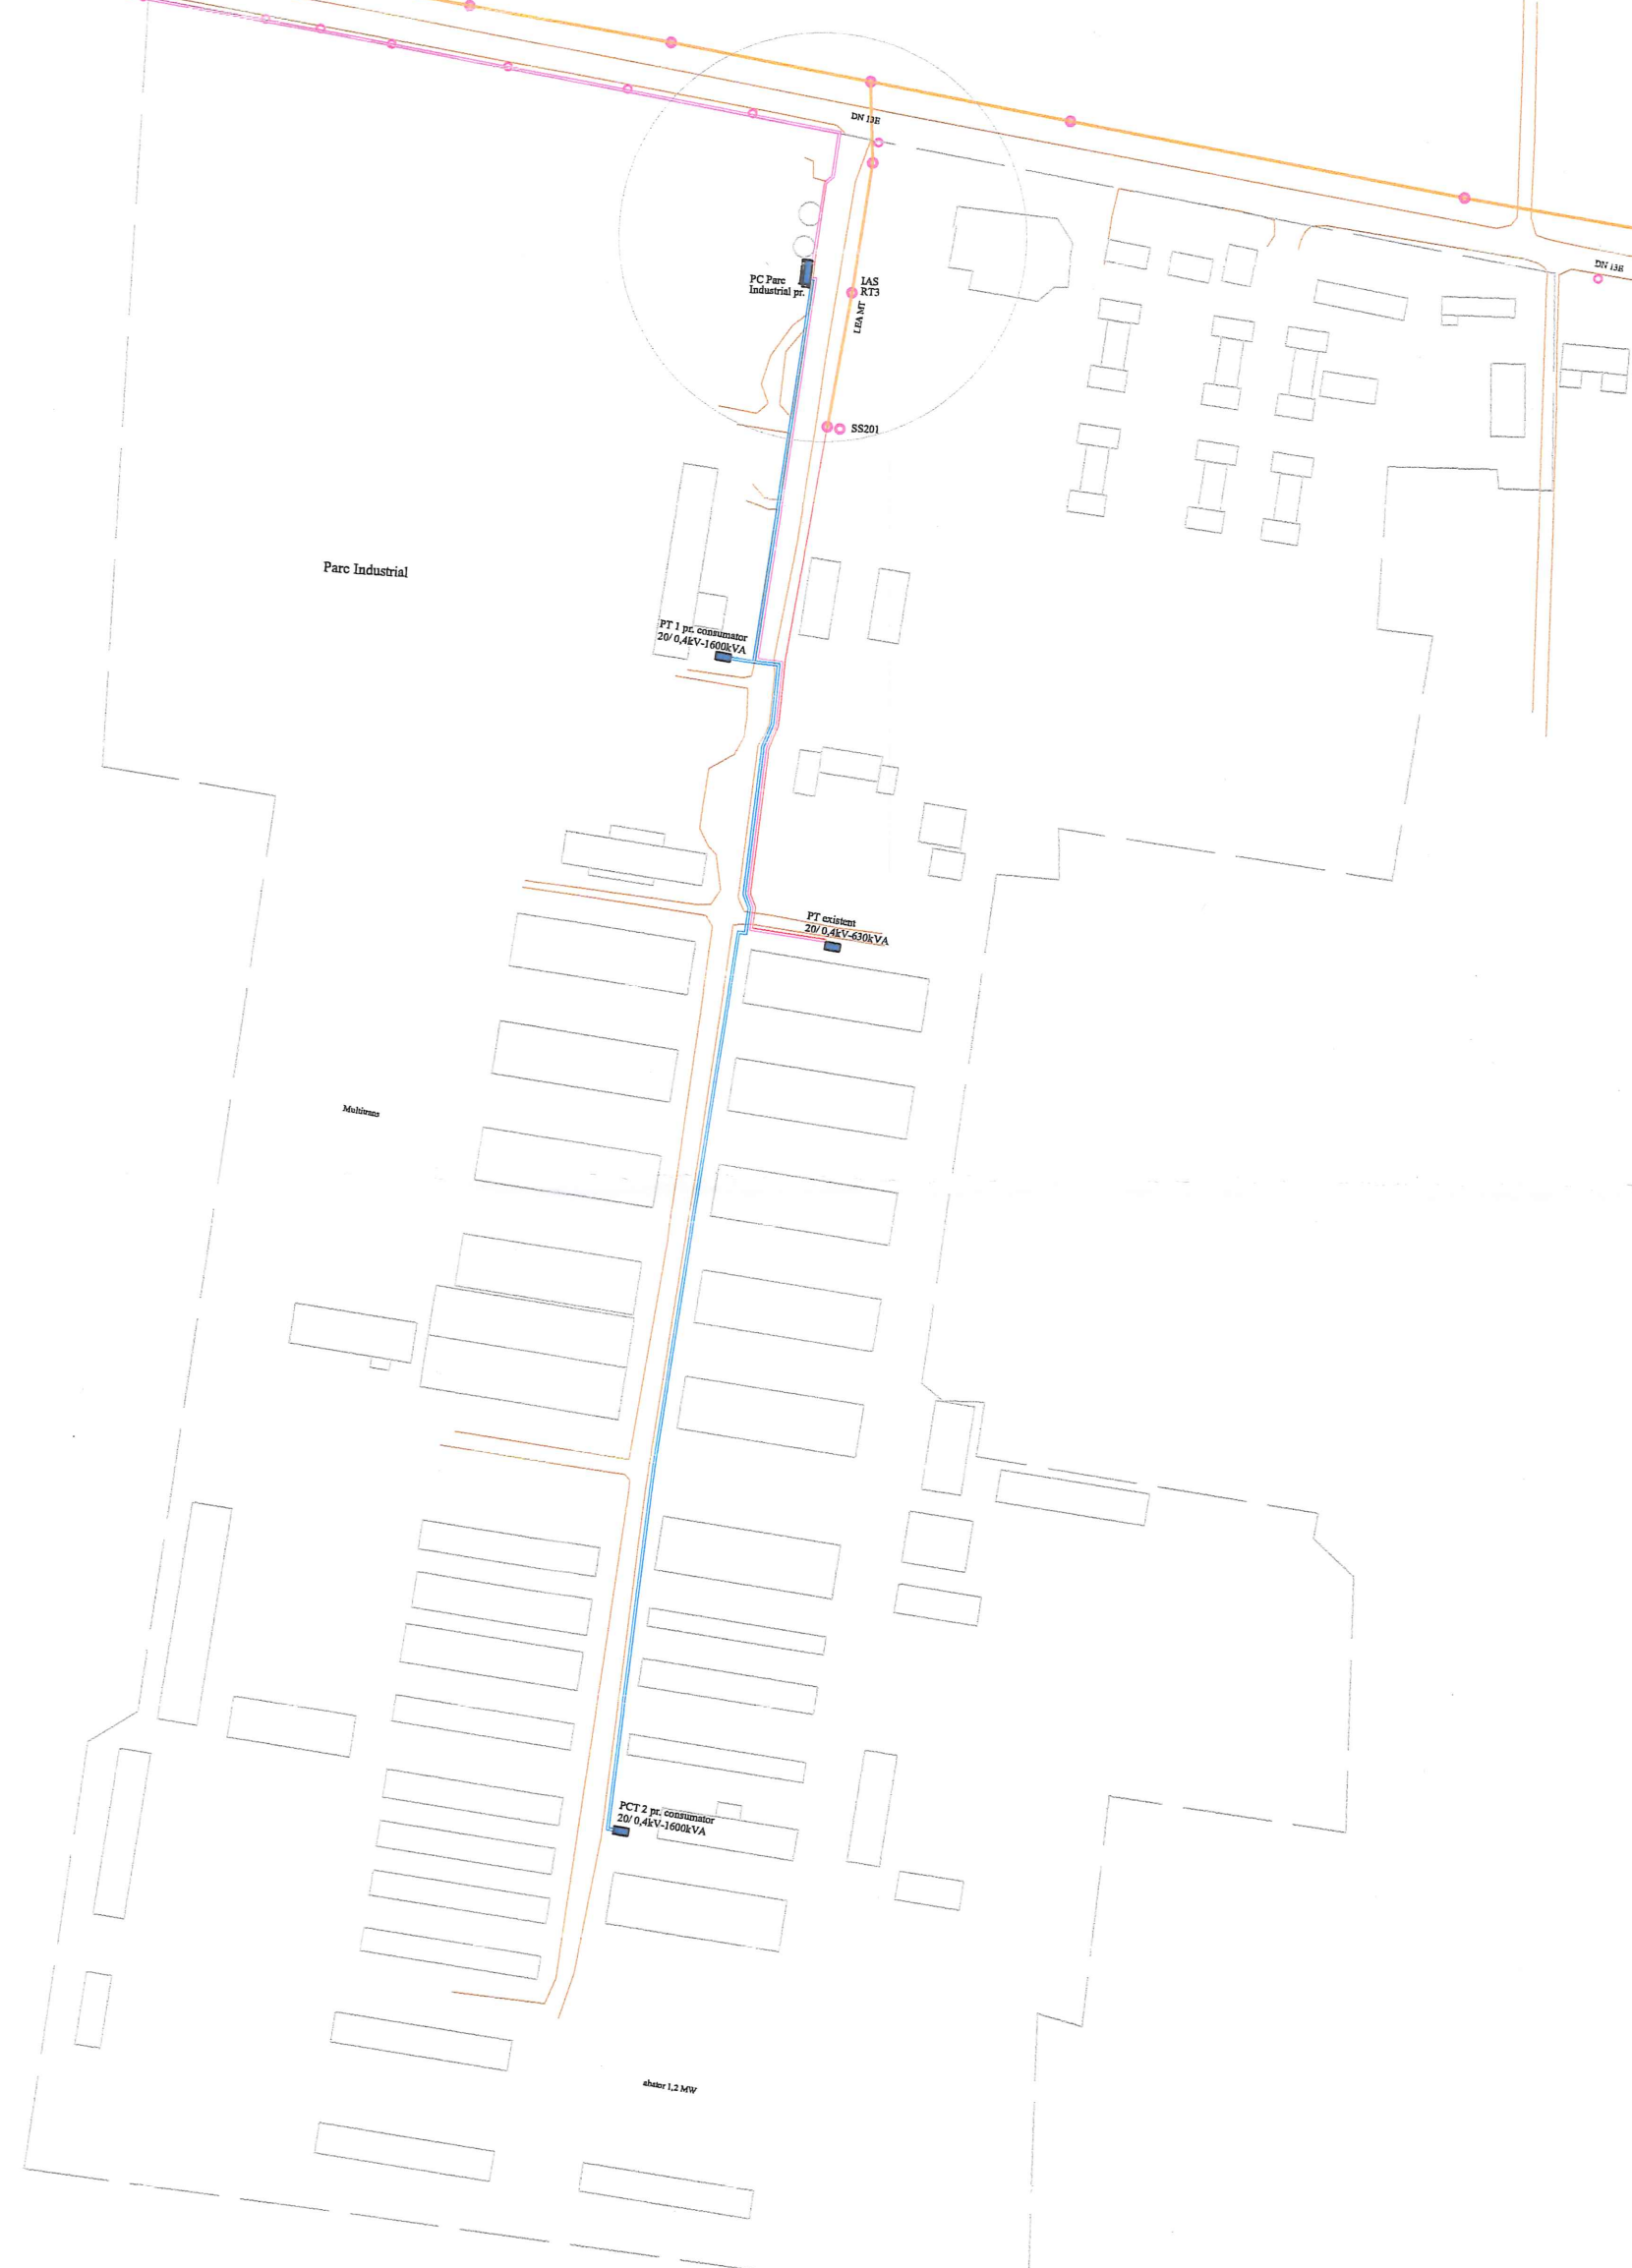 DN 13E
DN 13E
PC Parc
Industrial pr.
IAS
RT3
LEA MT
SS201
Parc Industrial
PT 1 pr. consumator
20/ 0,4kV-1600kVA
PT existent
20/ 0,4kV-630kVA
Multitrans
PCT 2 pr. consumator
20/ 0,4kV-1600kVA
abator 1,2 MW